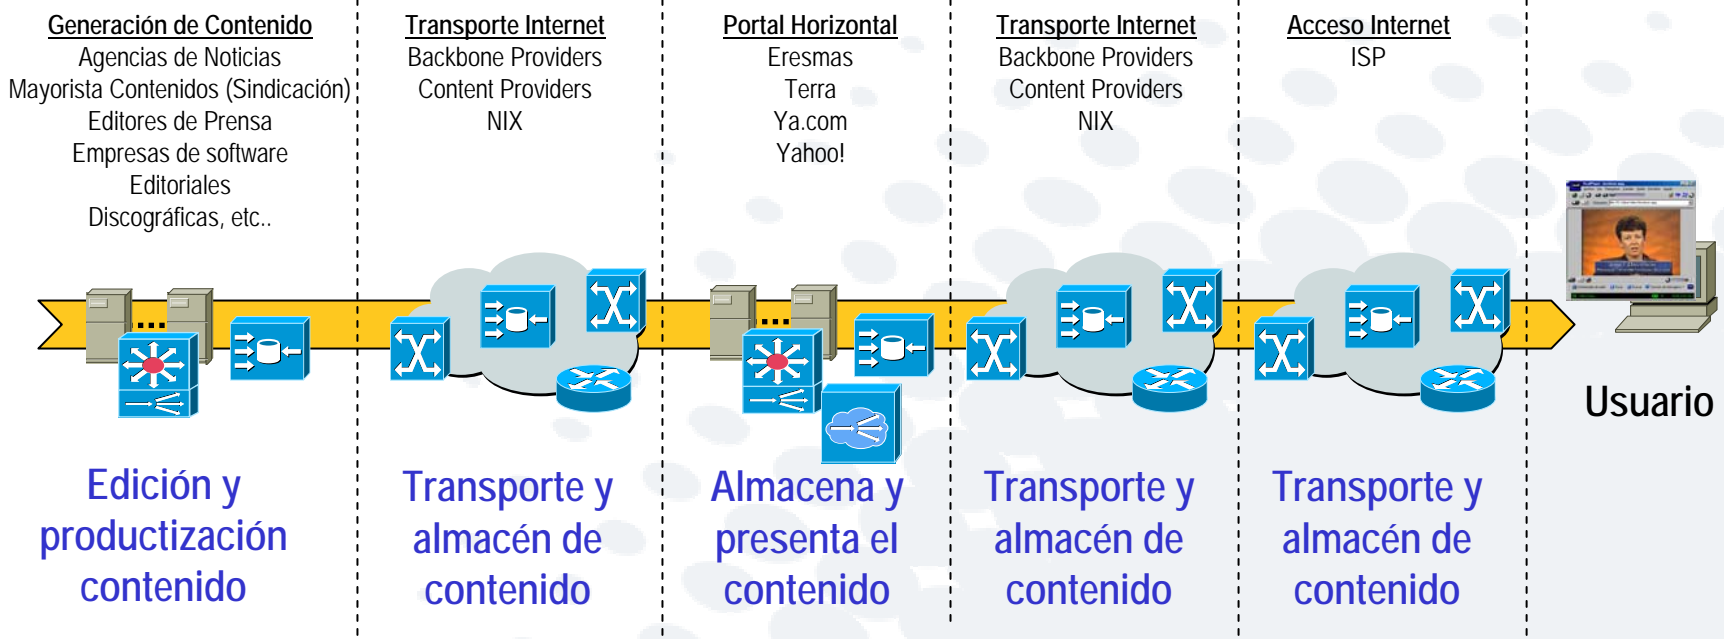 Generación de Contenido
Agencias de Noticias
Mayorista Contenidos (Sindicación)
Editores de Prensa
Empresas de software
Editoriales
Discográficas, etc..
Transporte Internet
Backbone Providers
Content Providers
NIX
Portal Horizontal
Eresmas
Terra
Ya.com
Yahoo!
Transporte Internet
Backbone Providers
Content Providers
NIX
Acceso Internet
ISP
Usuario
Edición y
productización
contenido
Transporte y
almacén de
contenido
Almacena y
presenta el
contenido
Transporte y
almacén de
contenido
Transporte y
almacén de
contenido